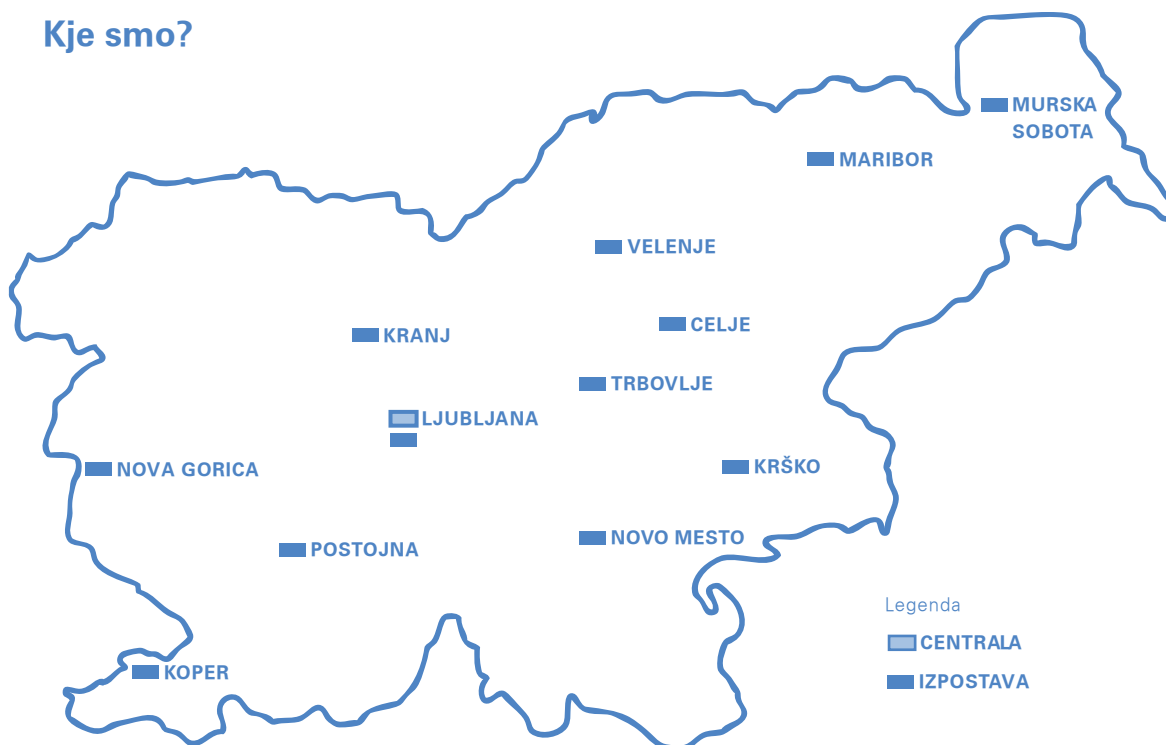 Kje smo?
MURSKA
SOBOTA
MARIBOR
VELENJE
CELJE
KRANJ
TRBOVLJE
LJUBLJANA
KRŠKO
NOVA GORICA
NOVO MESTO
POSTOJNA
KOPER
Legenda
CENTRALA
IZPOSTAVA